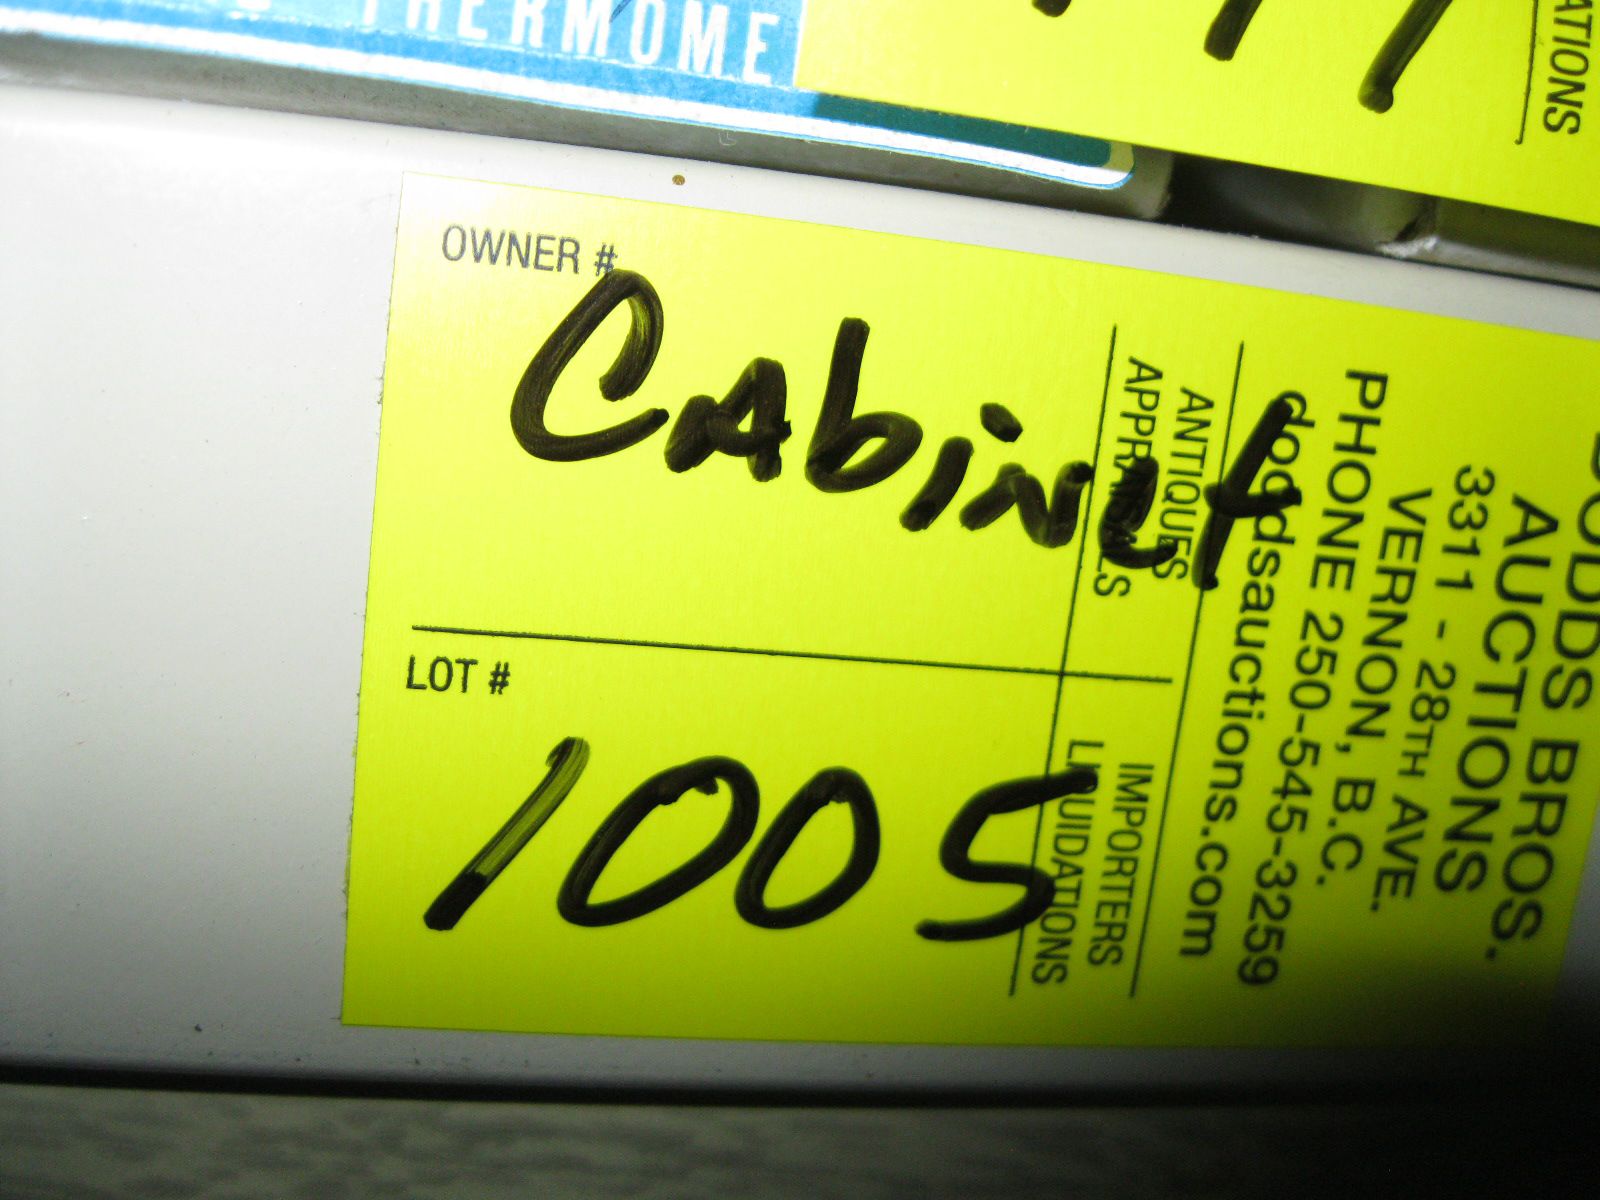 THERMOME
ATIONS
OWNER #
Cabinet
LOT #
1005
ANTIQUES
APPRAISALS
IMPORTERS
LIQUIDATIONS
DODDS BROS.
AUCTIONS
3311 - 28TH AVE.
VERNON, B.C.
PHONE 250-545-3259
doddsauctions.com